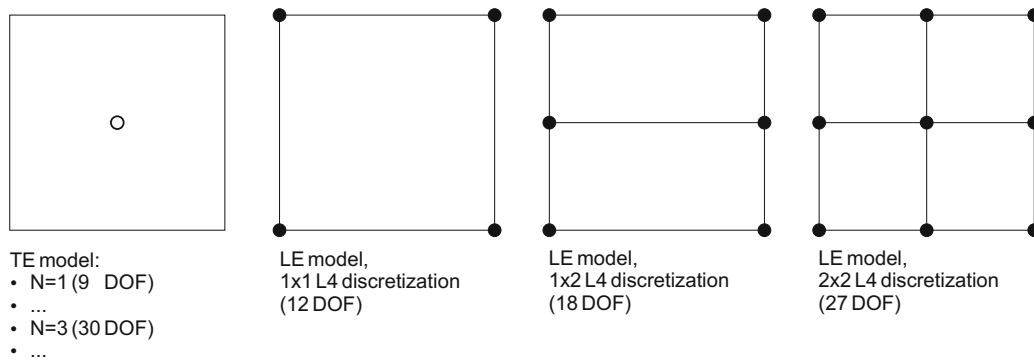 TE model:
• N=1 (9 DOF)
• ...
• N=3 (30 DOF)
• ...
LE model,
1x1 L4 discretization
(12 DOF)
LE model,
1x2 L4 discretization
(18 DOF)
LE model,
2x2 L4 discretization
(27 DOF)